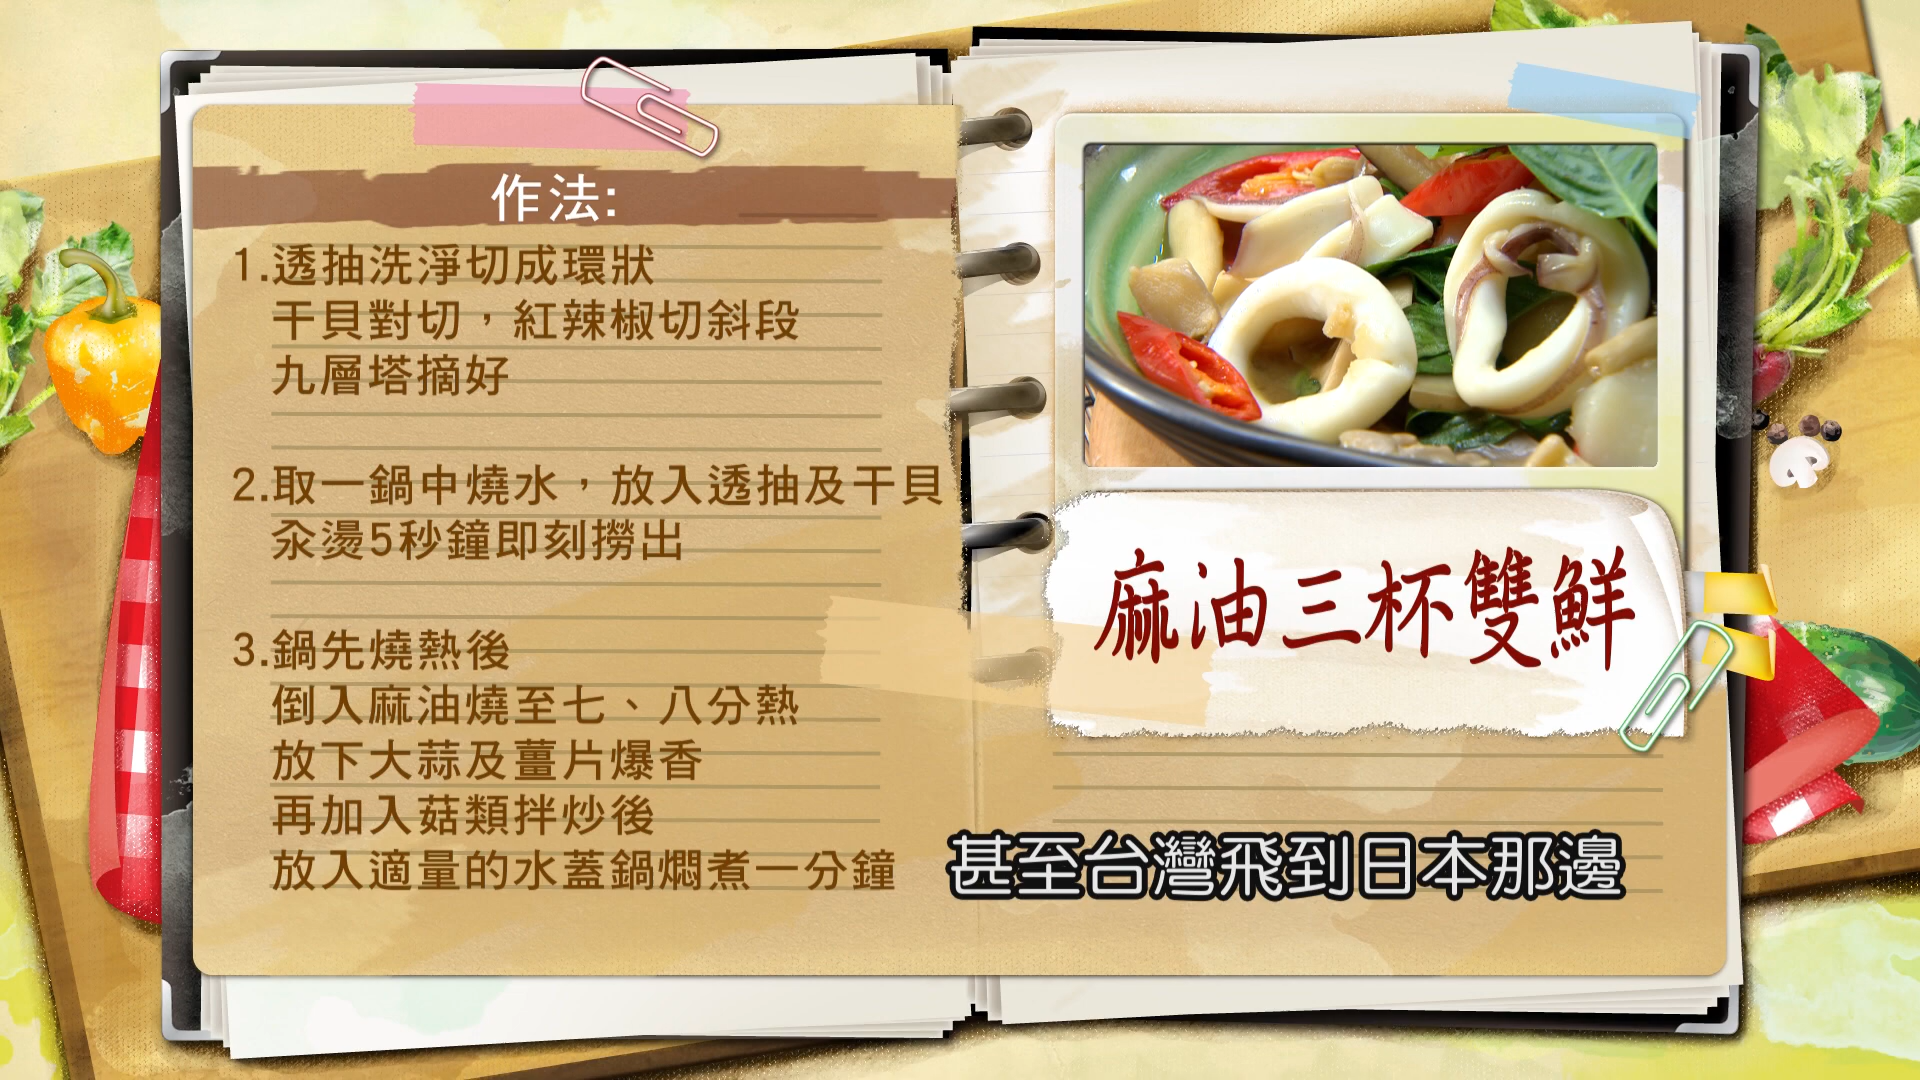 作法:
1.透抽洗淨切成環狀
干貝對切，紅辣椒切斜段
九層塔摘好
2.取一鍋中燒水，放入透抽及干貝
汆燙5秒鐘即刻撈出
3.鍋先燒熱後
倒入麻油燒至七、八分熱
放下大蒜及薑片爆香
再加入菇類拌炒後
放入適量的水蓋鍋燜煮一分鐘
麻油三杯雙鮮
甚至台灣飛到日本那邊